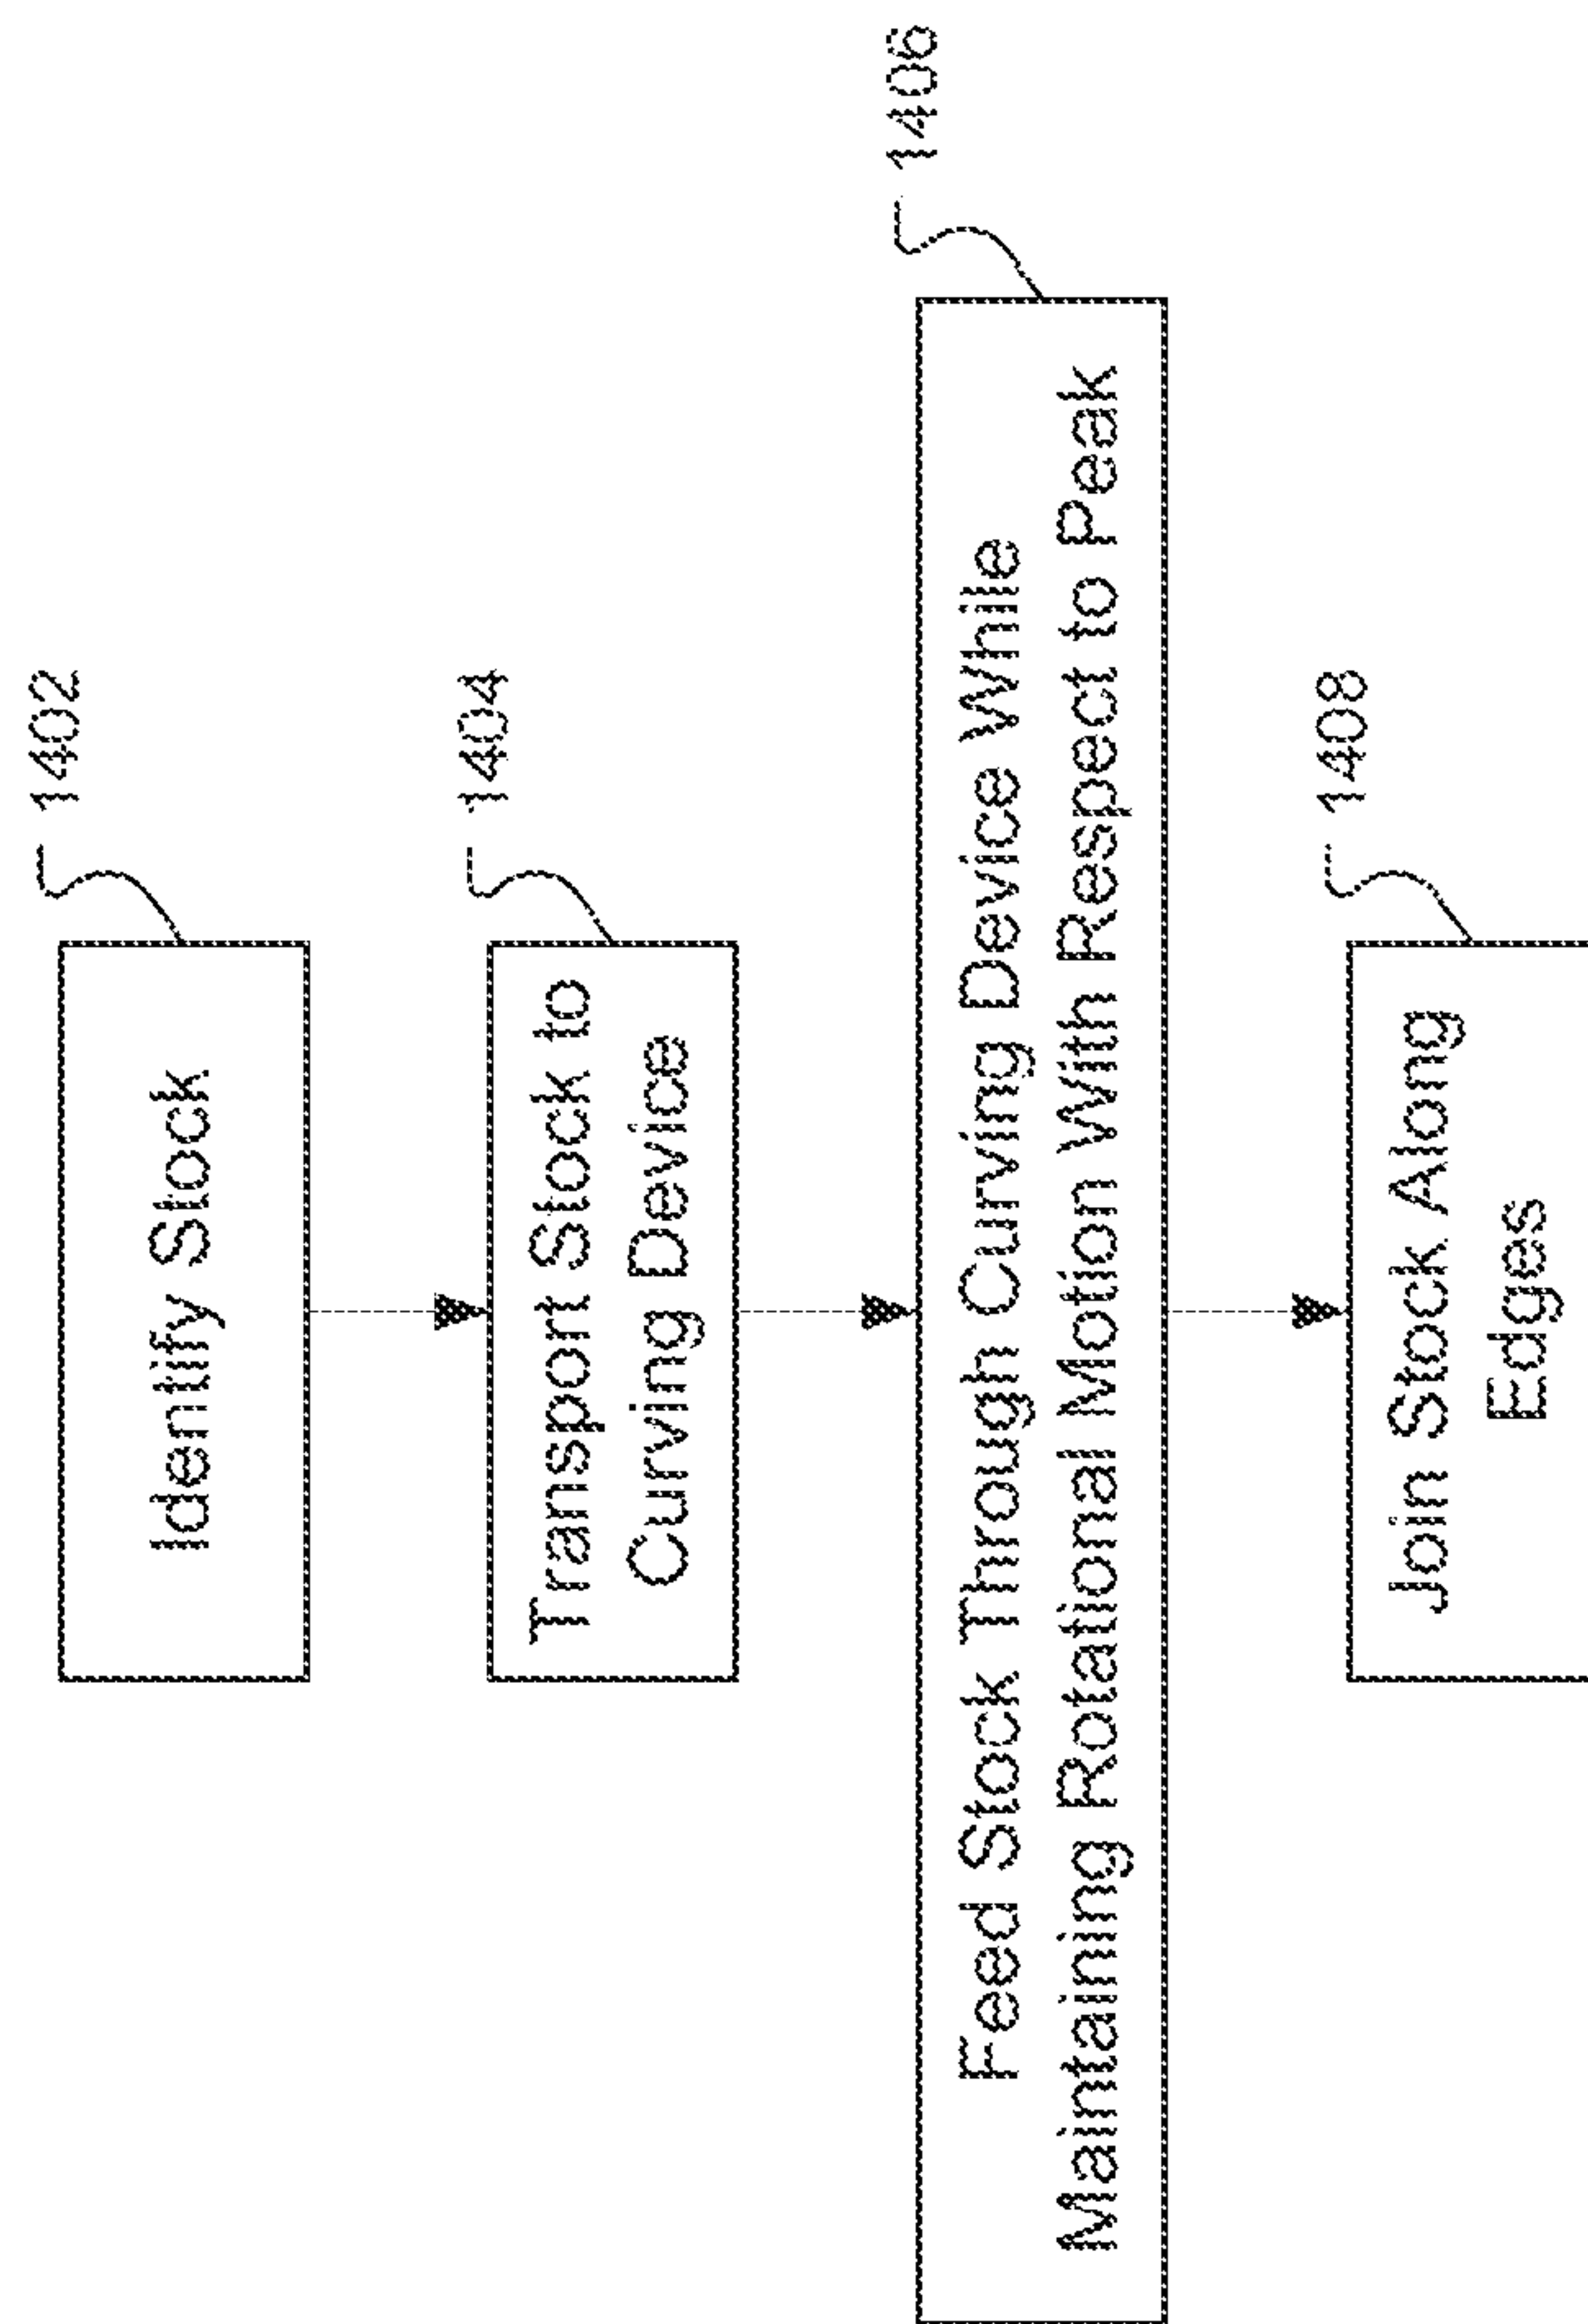 1402
Identify Stock
1404
Transport Stock to
Curving Device
1406
Feed Stock Through Curving Device While
Maintaining Rotational Motion With Respect to Peak
1408
Join Stock Along
Edges